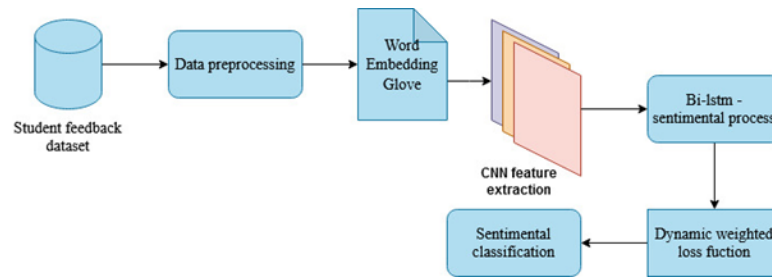 Student feedback
dataset
Data preprocessing
Word
Embedding
Glove
CNN feature
extraction
Bi-lstm -
sentimental process
Dynamic weighted
loss fuction
Sentimental
classification